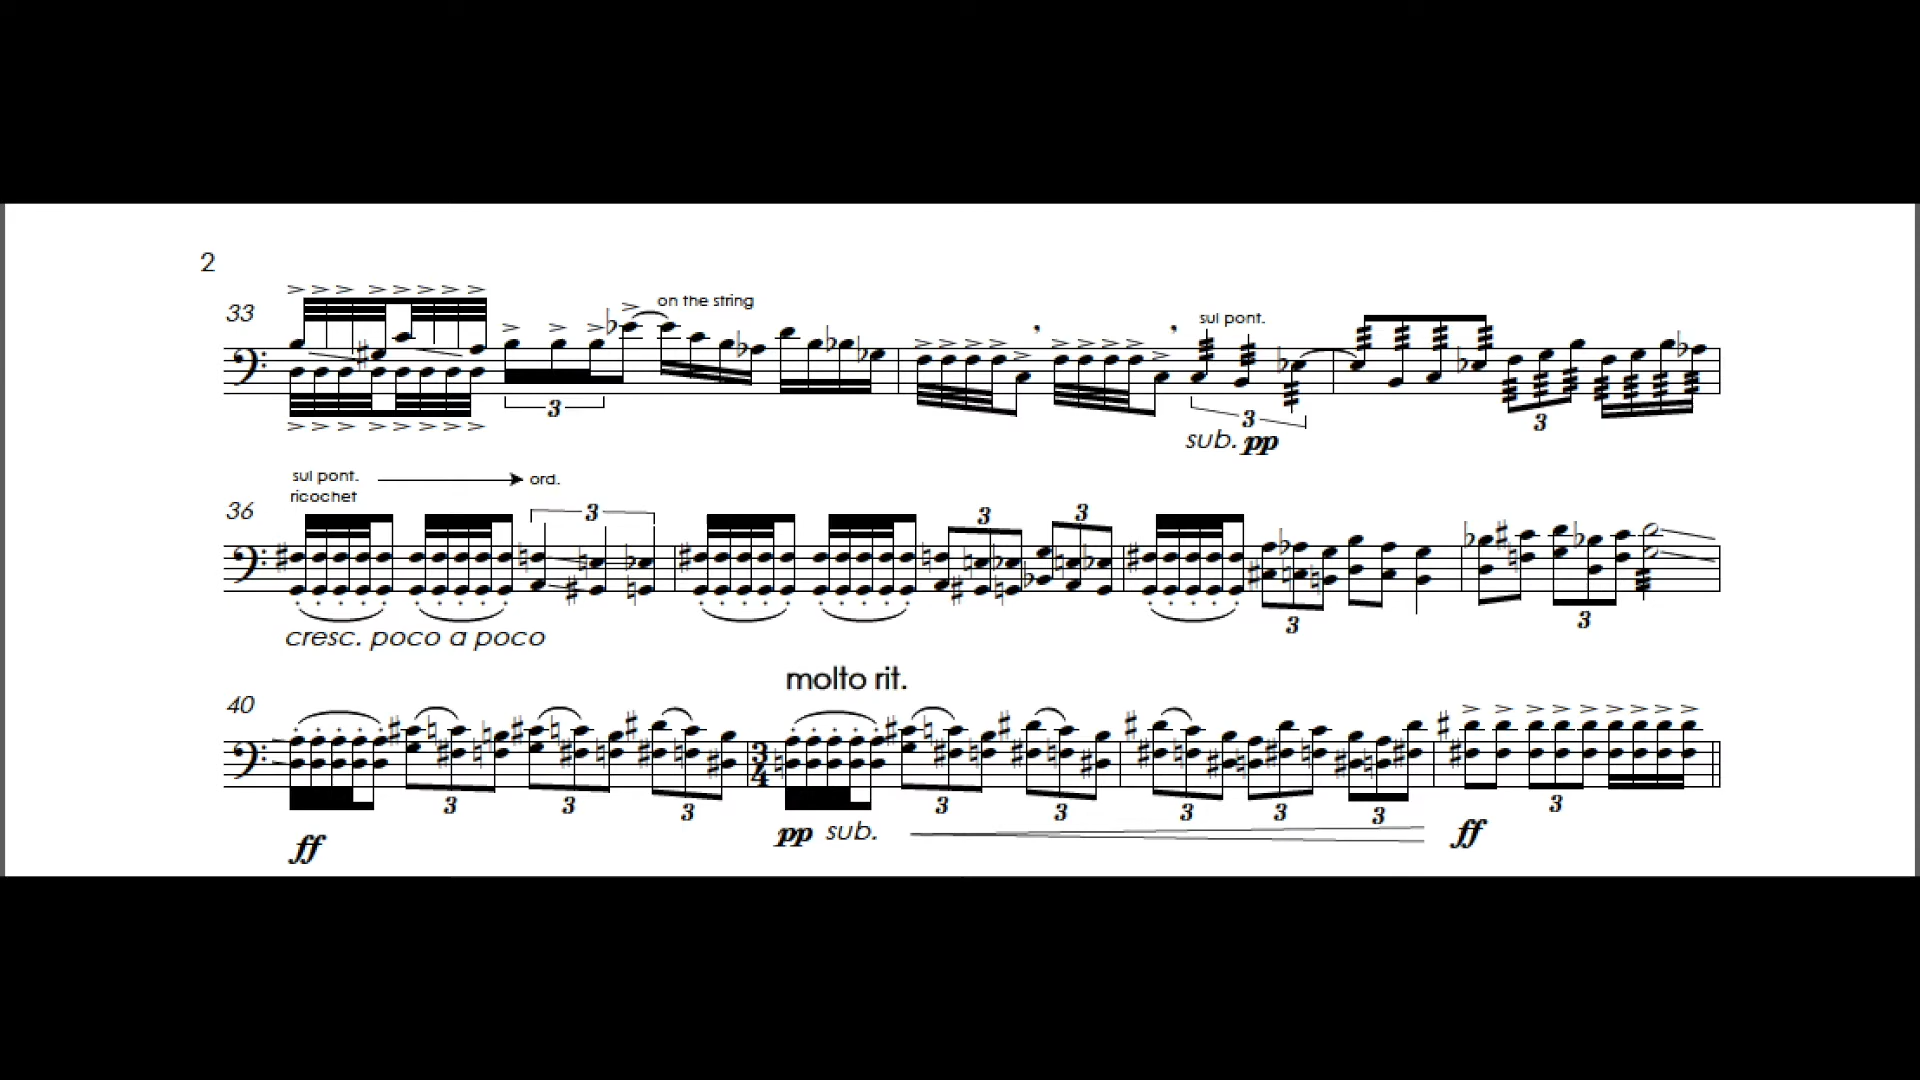 2
33
on the string
sul pont.
3
3
3
sub. pp
sul pont. ord.
ricochet
36
3
3
3
3
3
cresc. poco a poco
molto rit.
40
3
4
3
3
3
3
3
3
3
3
3
ff
pp sub.
ff